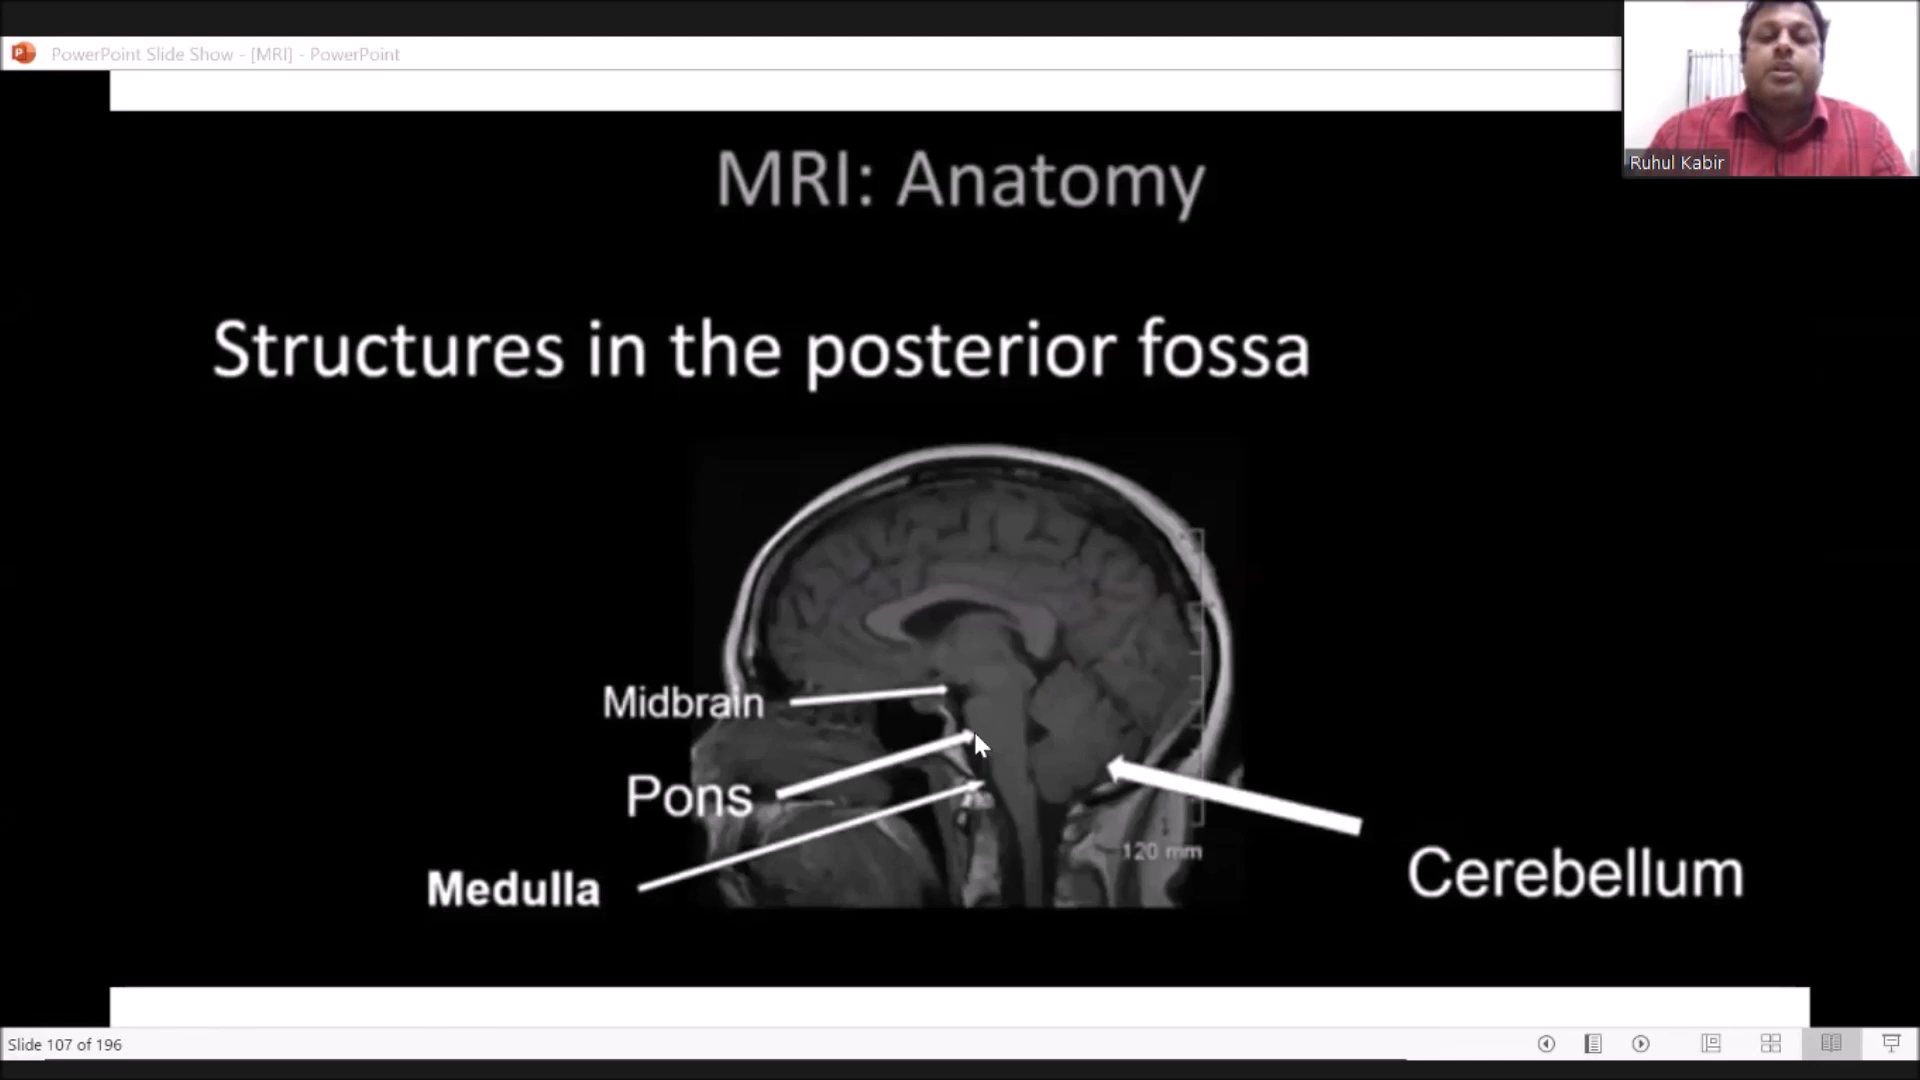 PowerPoint Slide Show - [MRI] - PowerPoint
Ruhul Kabir
MRI: Anatomy
Structures in the posterior fossa
Midbrain
Pons
Medulla
120 mm
Cerebellum
Slide 107 of 196